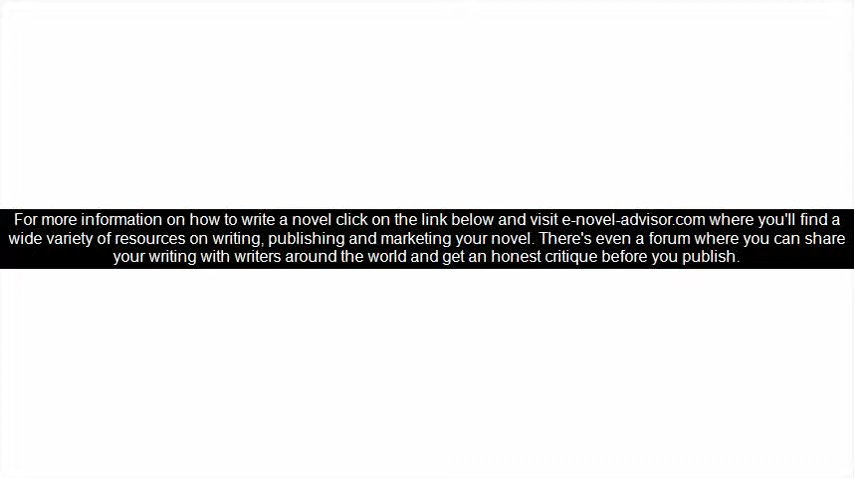 For more information on how to write a novel click on the link below and visit e-novel-advisor.com where you'll find a
wide variety of resources on writing, publishing and marketing your novel. There's even a forum where you can share
your writing with writers around the world and get an honest critique before you publish.